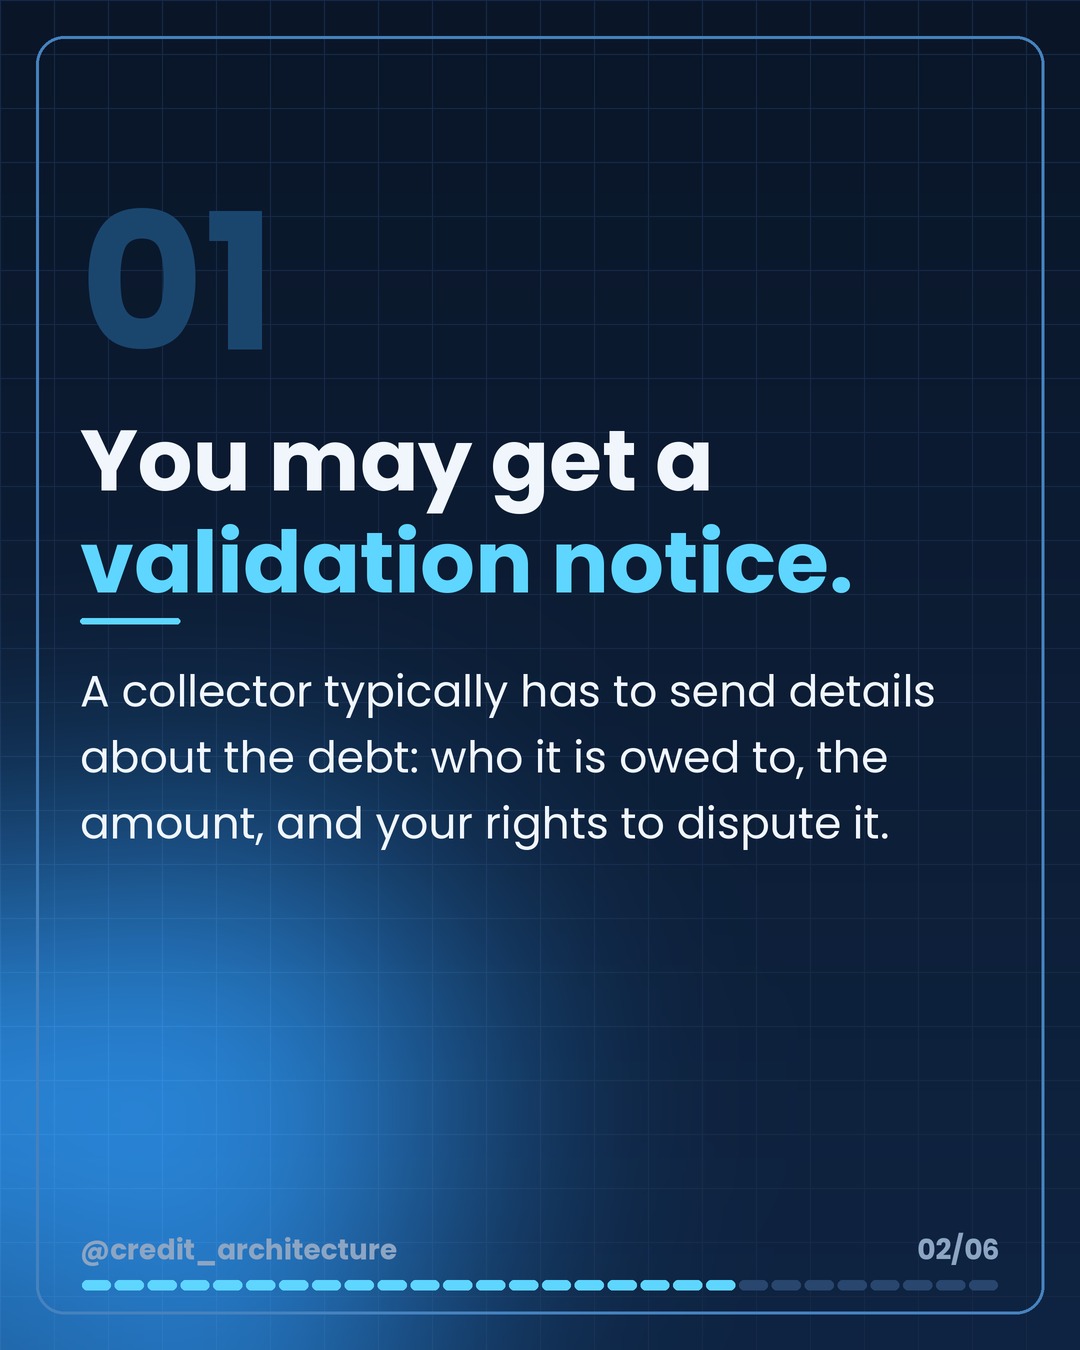 01
You may get a
validation notice.
A collector typically has to send details
about the debt: who it is owed to, the
amount, and your rights to dispute it.
@credit_architecture
02/06